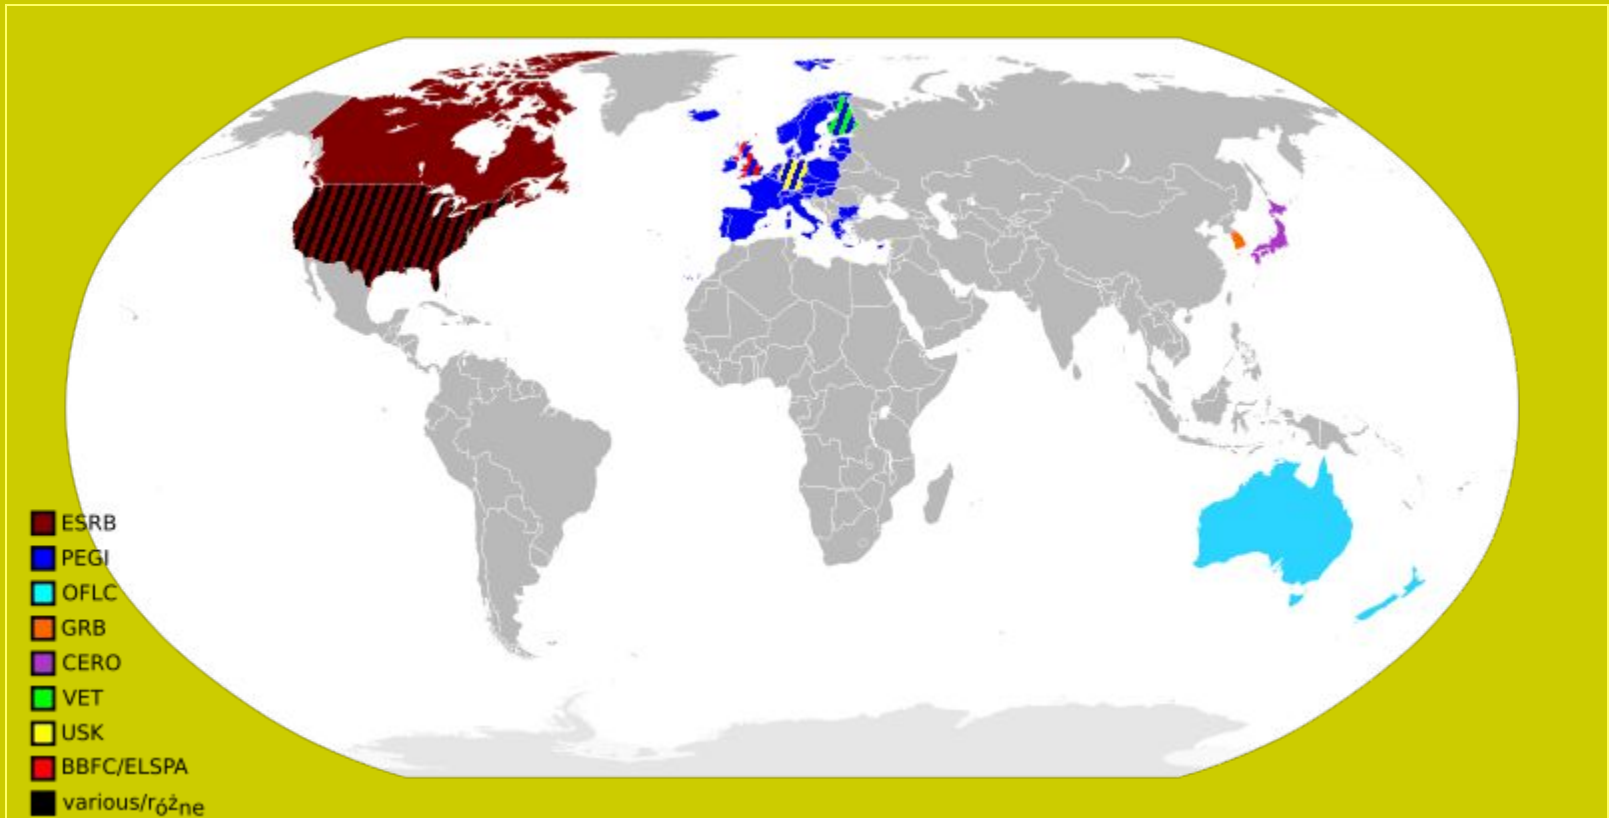 ESRB
PEGI
OFLC
GRB
CERO
VET
USK
BBFC/ELSPA
various/różne